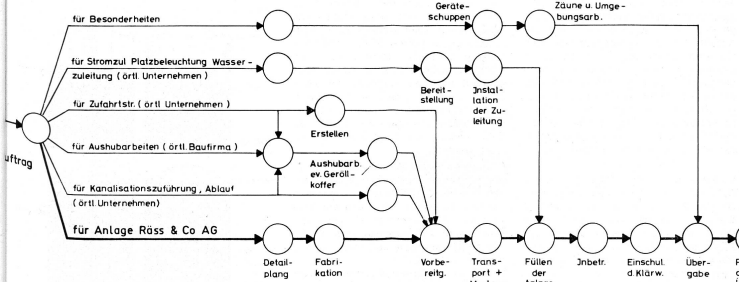 für Besonderheiten
Geräte-
schuppen
Zäune u. Umge-
bungsarb.
für Stromzul Platzbeleuchtung Wasser-
zuleitung (örtl. Unternehmen)
Bereit-
stellung
Jnstal-
lation
der Zu-
leitung
für Zufahrtstr. (örtl Unternehmen)
Erstellen
uftrag
für Aushubarbeiten (örtl. Baufirma)
Aushubarb.
ev. Geröll-
koffer
für Kanalisationszuführung, Ablauf
(örtl. Unternehmen)
für Anlage Räss & Co AG
Detail-
plang
Fabri-
kation
Vorbe-
reitg.
Trans-
port +
Füllen
der
Jnbetr.
Einschul.
d. Klärw.
Über-
gabe